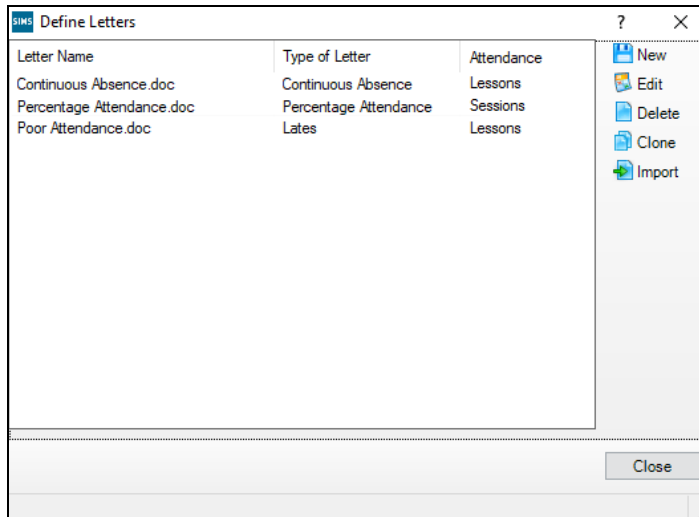 SIMS Define Letters ? X
Letter Name Type of Letter Attendance
Continuous Absence.doc Continuous Absence Lessons
Percentage Attendance.doc Percentage Attendance Sessions
Poor Attendance.doc Lates Lessons
New
Edit
Delete
Clone
Import
Close